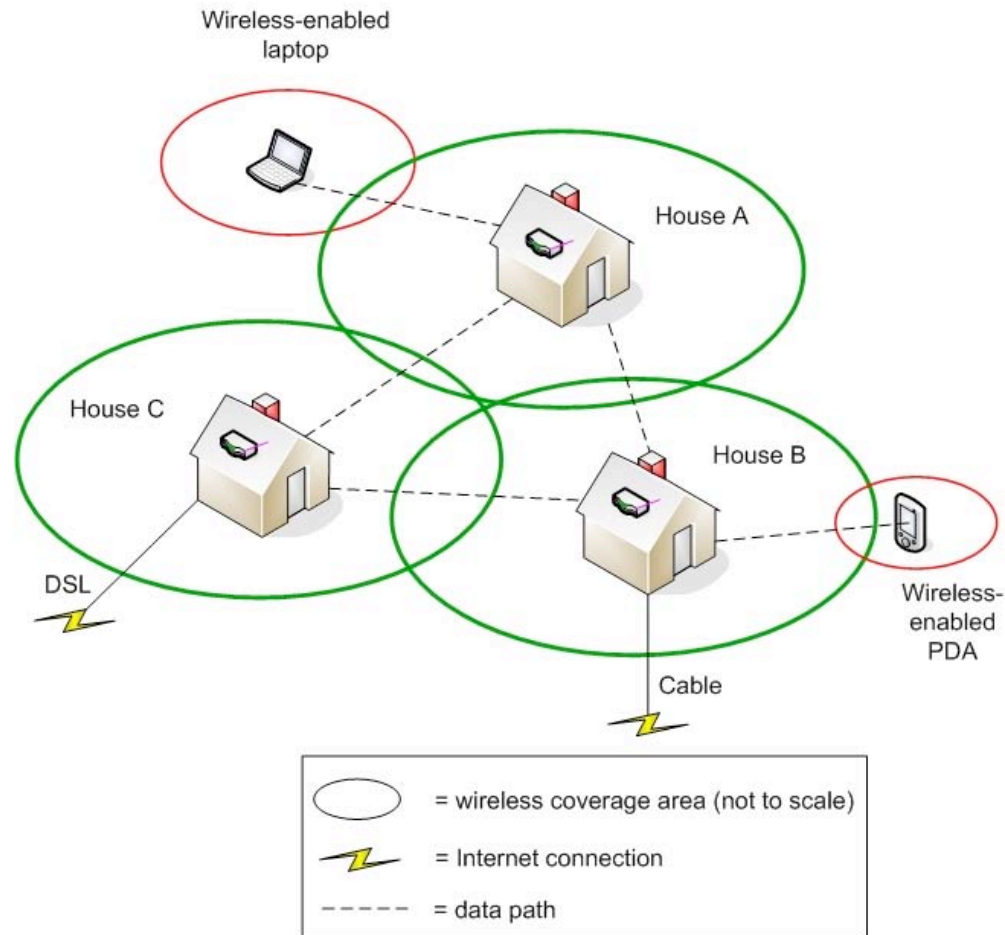 Wireless-enabled
laptop
House A
House C
House B
DSL
Wireless-
enabled
PDA
Cable
= wireless coverage area (not to scale)
= Internet connection
= data path